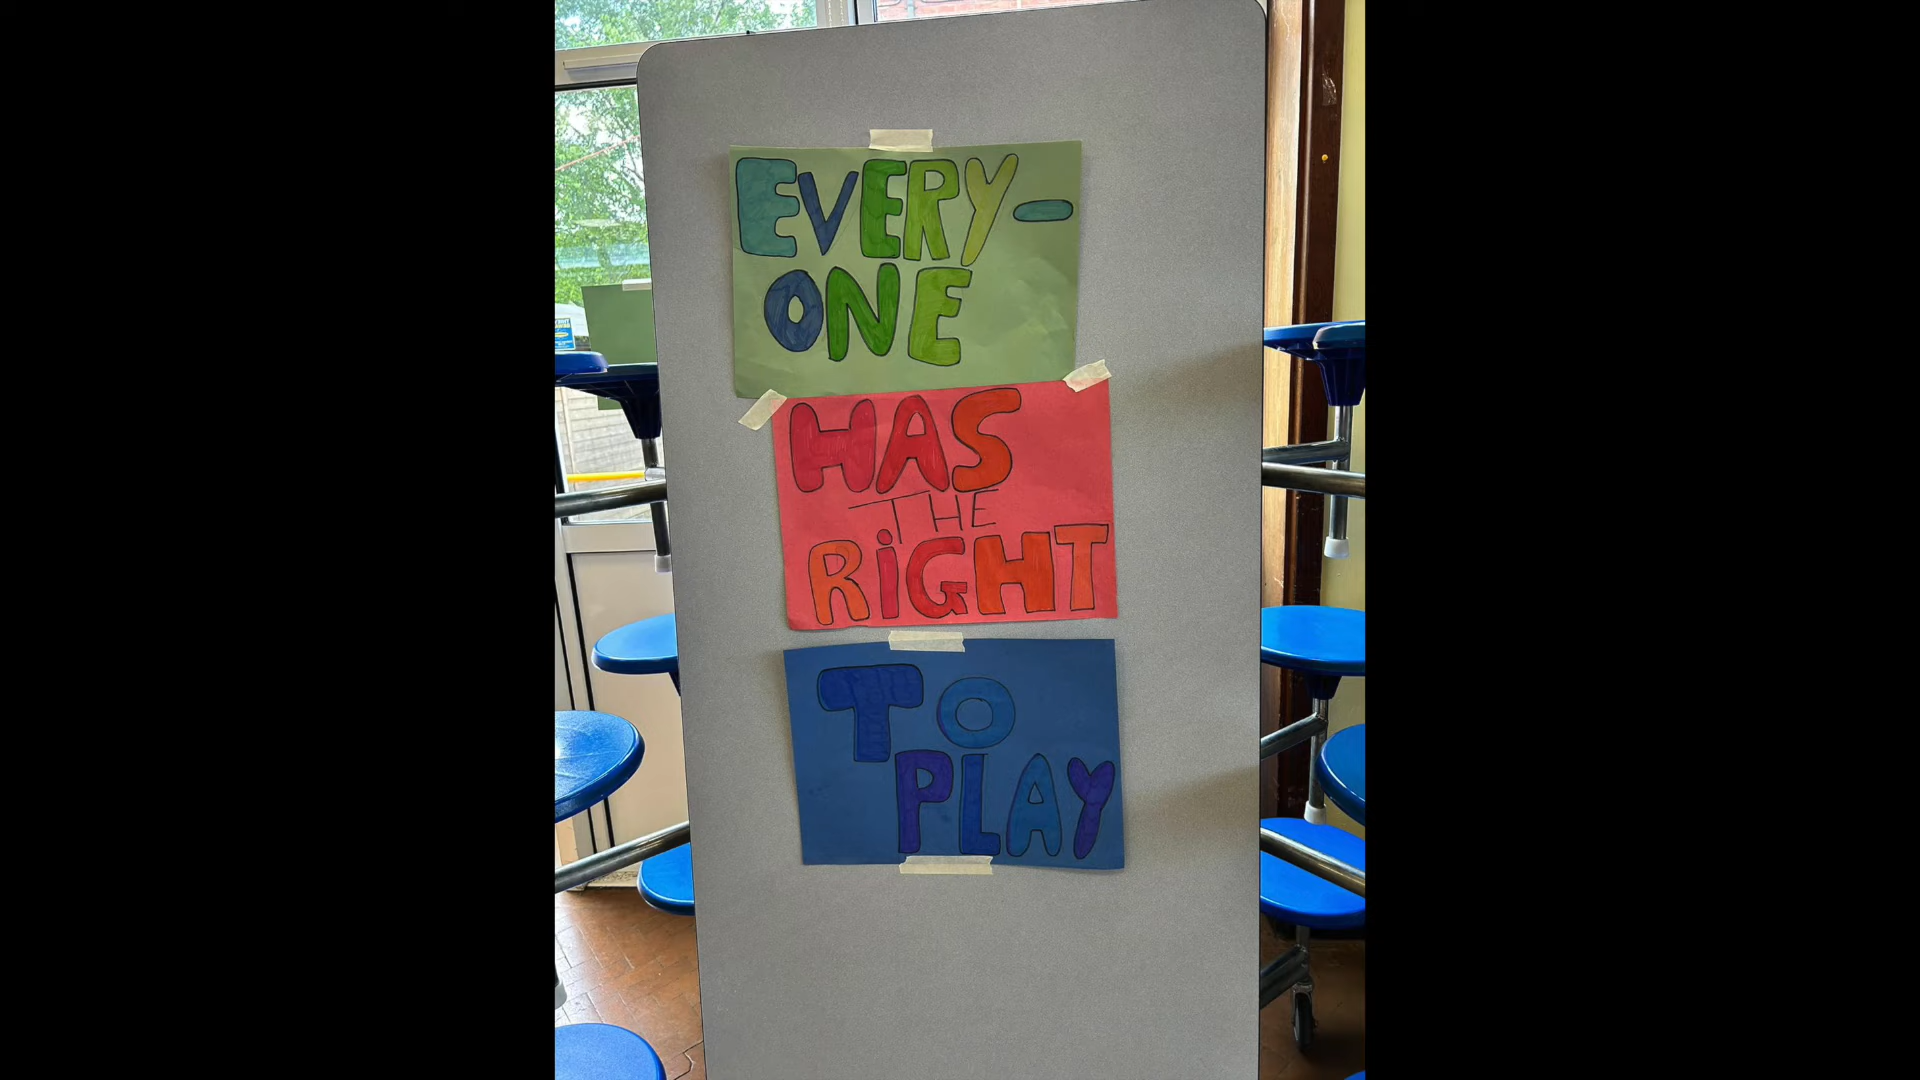 EVERY-
ONE
HAS
THE
RiGHT
TO
PLAY